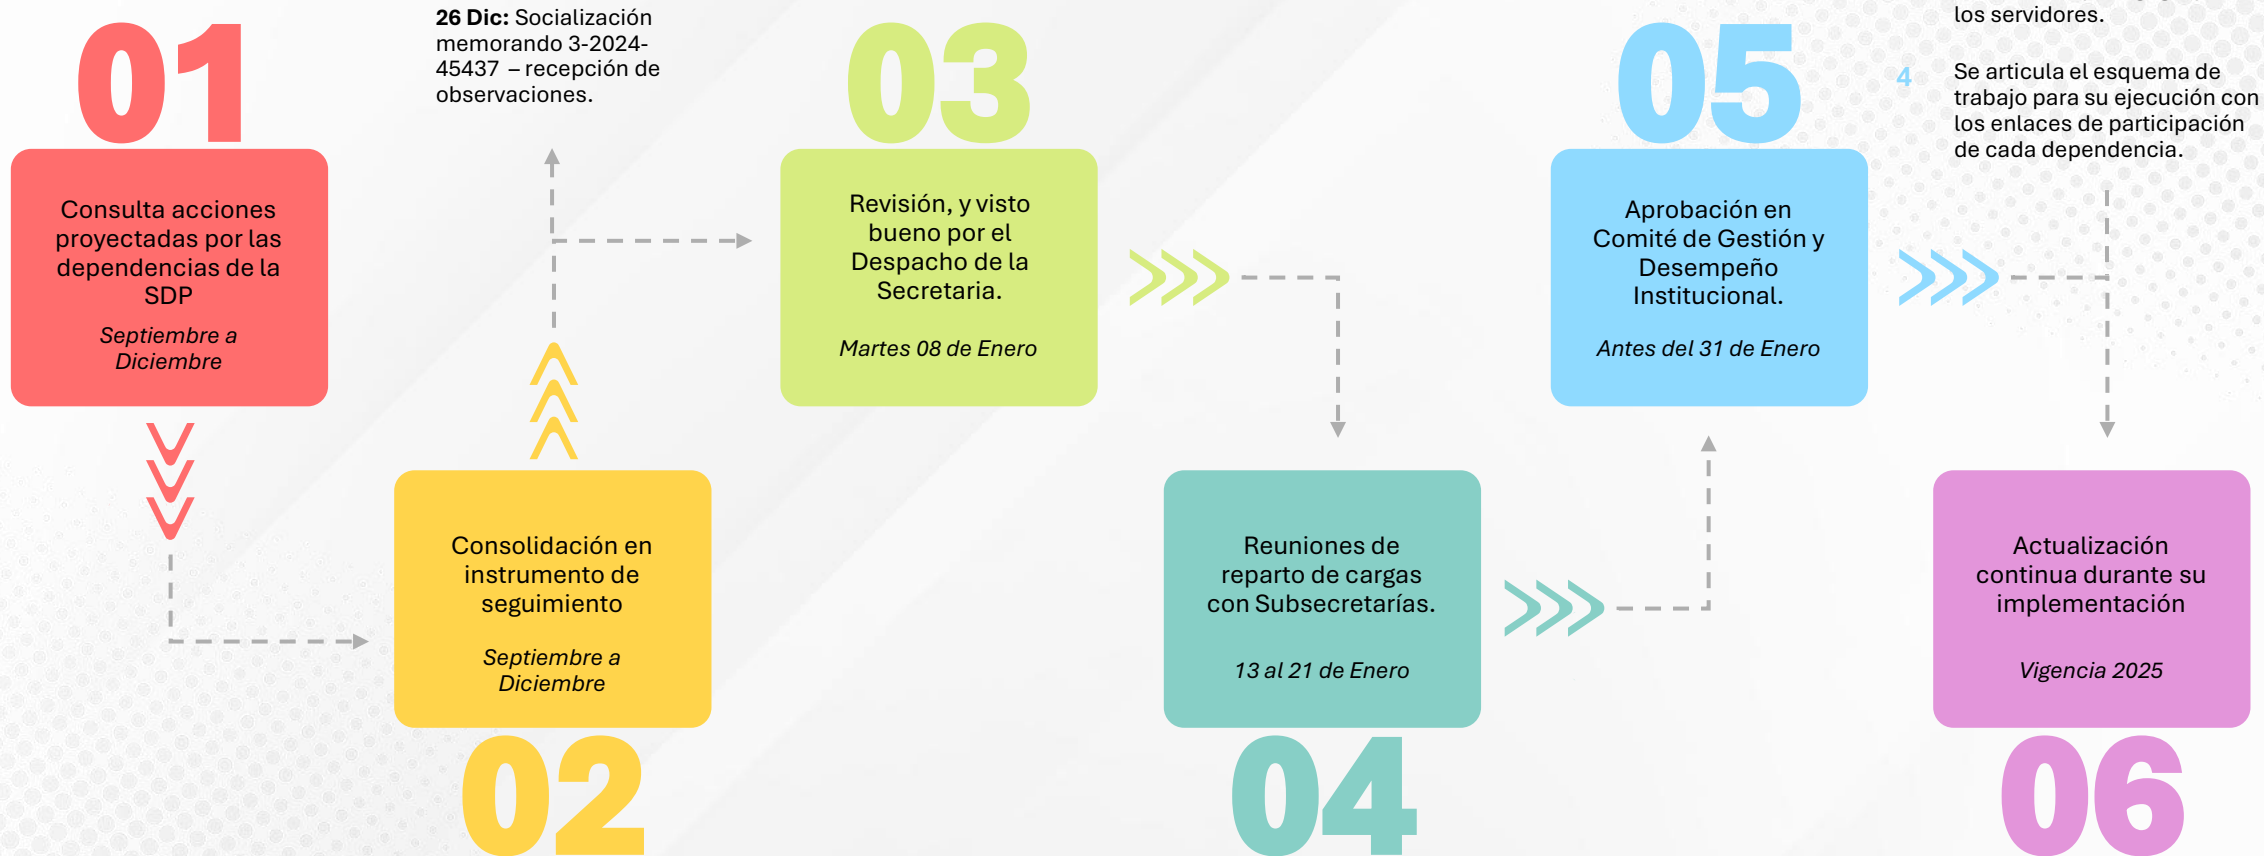 01
Consulta acciones
proyectadas por las
dependencias de la
SDP
Septiembre a
Diciembre
26 Dic: Socialización
memorando 3-2024-
45437 – recepción de
observaciones.
Consolidación en
instrumento de
seguimiento
Septiembre a
Diciembre
02
03
Revisión, y visto
bueno por el
Despacho de la
Secretaria.
Martes 08 de Enero
Reuniones de
reparto de cargas
con Subsecretarías.
13 al 21 de Enero
04
05
Aprobación en
Comité de Gestión y
Desempeño
Institucional.
Antes del 31 de Enero
los servidores.
4 Se articula el esquema de
trabajo para su ejecución con
los enlaces de participación
de cada dependencia.
Actualización
continua durante su
implementación
Vigencia 2025
06